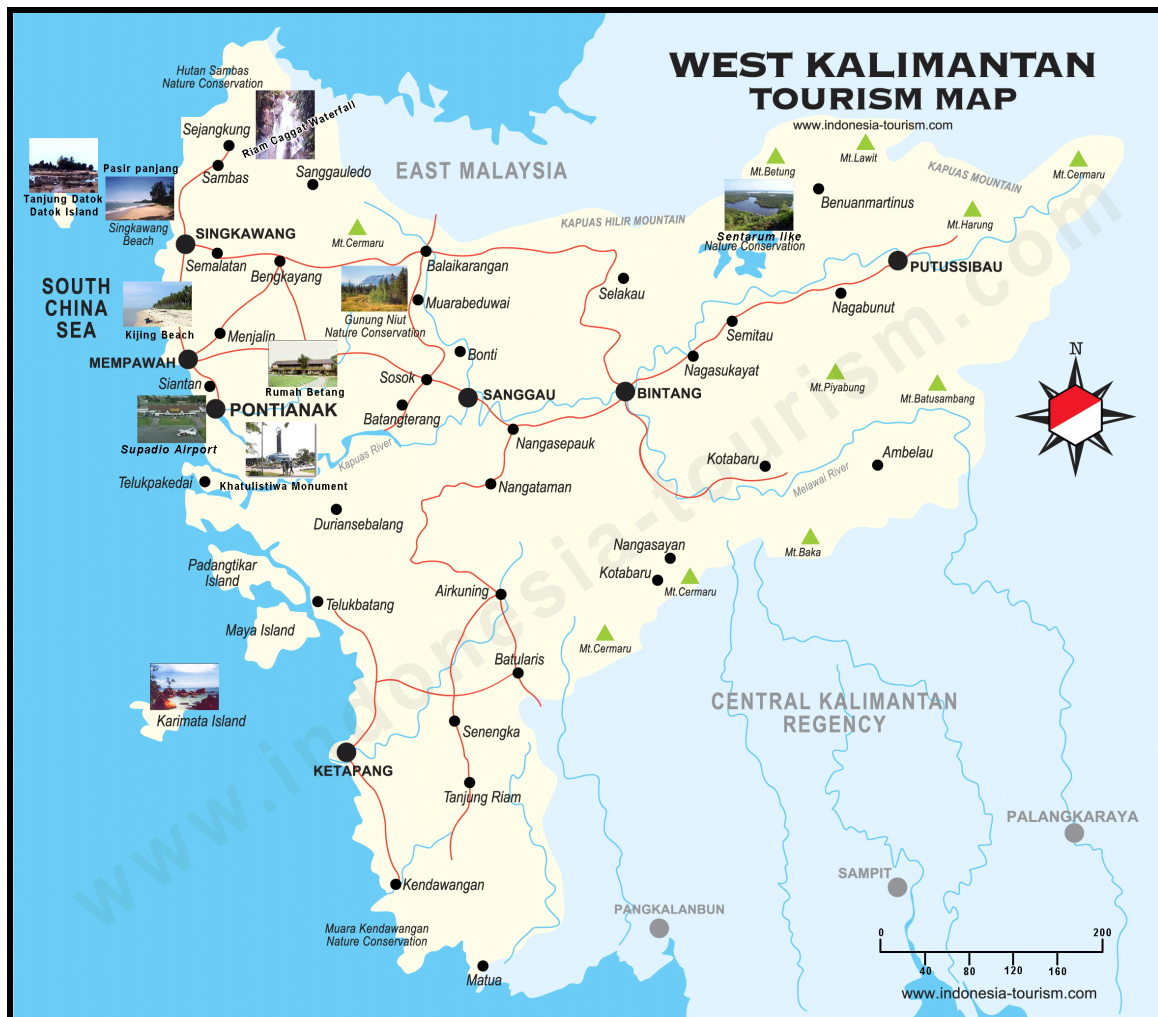 WEST KALIMANTAN
TOURISM MAP
www.indonesia-tourism.com
Hutan Sambas
Nature Conservation
Sejangkung
Riam Caggat Waterfall
Sambas
Sanggauledo
EAST MALAYSIA
Pasir panjang
Tanjung Datok
Datok Island
Singkawang
Beach
SINGKAWANG
Semalatan
Bengkayang
Mt.Cermaru
Balaikarangan
KAPUAS HILIR MOUNTAIN
Mt.Betung
Mt.Lawit
KAPUAS MOUNTAIN
Mt.Cermaru
Benuanmartinus
Mt.Harung
Sentarum like
Nature Conservation
PUTUSSIBAU
SOUTH
CHINA
SEA
Kijing Beach
Menjalin
Gunung Niut
Nature Conservation
Muarabeduwai
Selakau
Nagabunut
Semitau
Nagasukayat
Bonti
MEMPAWAH
Siantan
Rumah Betang
Sosok
SANGGAU
BINTANG
Mt.Piyabung
Mt.Batusambang
N
PONTIANAK
Batangterang
Supadio Airport
Kapuas River
Nangasepauk
Kotabaru
Ambelau
Melawai River
Telukpakedai
Khatulistiwa Monument
Nangataman
Duriansebalang
Nangasayan
Kotabaru
Mt.Cermaru
Mt.Baka
Padangtikar
Island
Telukbatang
Airkuning
Maya Island
Mt.Cermaru
Batularis
Karimata Island
Senengka
CENTRAL KALIMANTAN
REGENCY
KETAPANG
Tanjung Riam
PALANGKARAYA
SAMPIT
Kendawangan
PANGKALANBUN
Muara Kendawangan
Nature Conservation
Matua
0
200
40
80
120
160
www.indonesia-tourism.com
www.indonesia-tourism.com